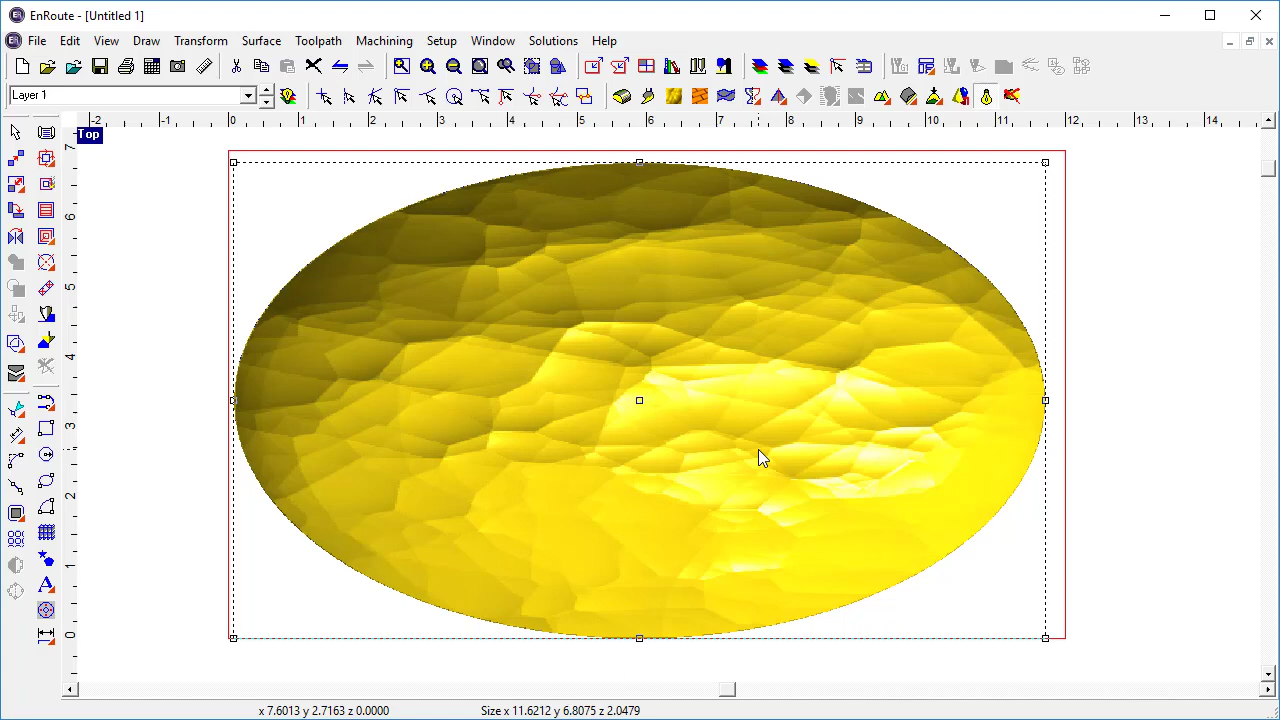 EnRoute - [Untitled 1]
File Edit View Draw Transform Surface Toolpath Machining Setup Window Solutions Help
Layer 1
-2 -1 0 1 2 3 4 5 6 7 8 9 10 11 12 13 14
Top
7
6
5
4
3
2
1
0
x 7.6013 y 2.7163 z 0.0000 Size x 11.6212 y 6.8075 z 2.0479